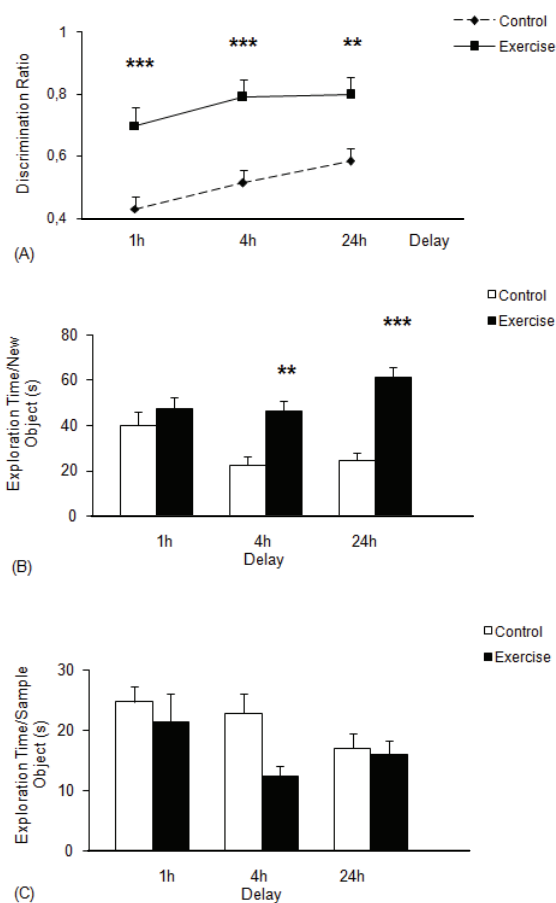 Control
Exercise
Discrimination Ratio
1
0,8
0,6
0,4
***
***
**
1h
4h
24h
Delay
(A)
Control
Exercise
Exploration Time/New
Object (s)
80
60
40
20
0
**
***
1h
4h
24h
Delay
(B)
Control
Exercise
Exploration Time/Sample
Object (s)
30
20
10
0
1h
4h
24h
Delay
(C)